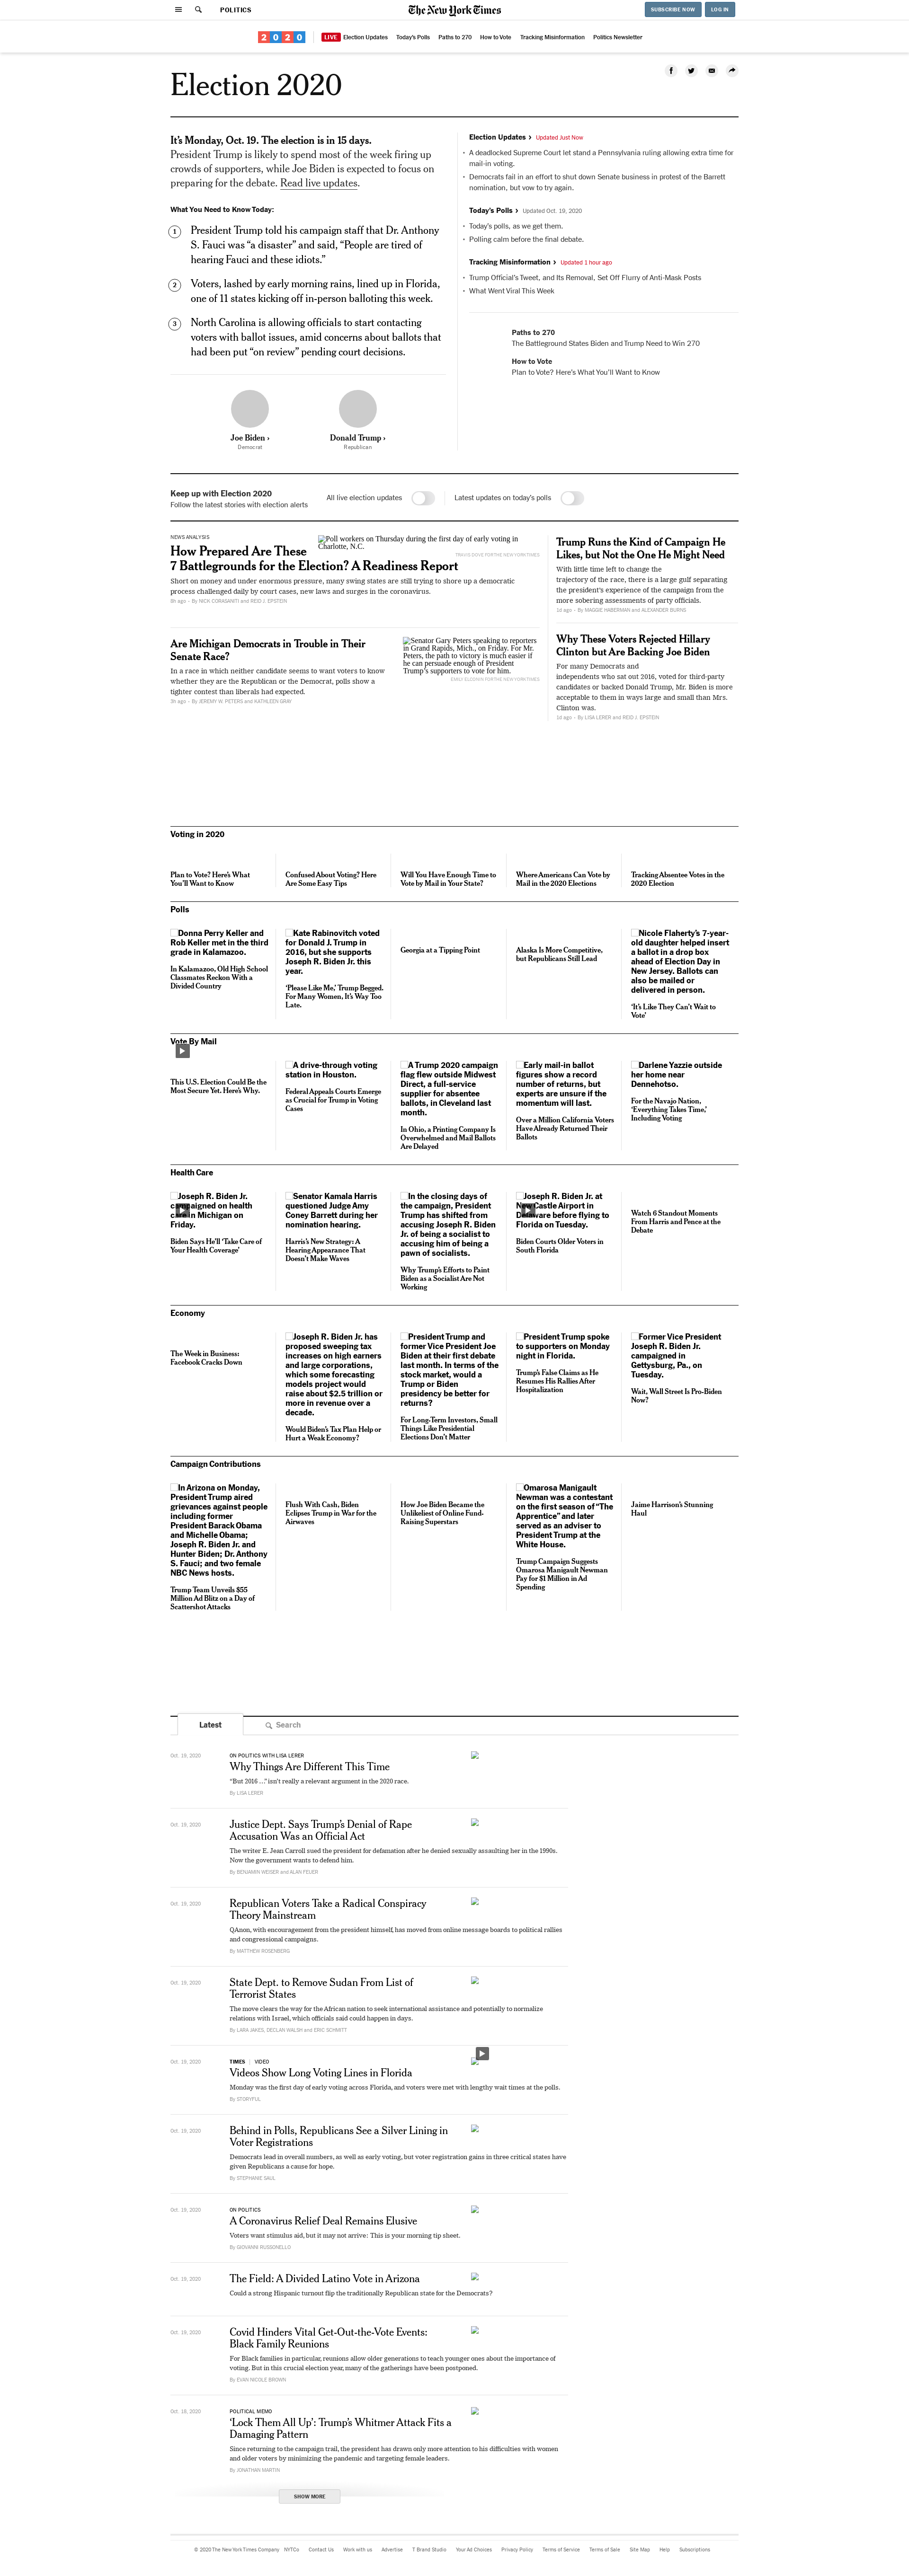 POLITICS
The New York Times
SUBSCRIBE NOW
LOG IN
2020
LIVE Election Updates
Today's Polls
Paths to 270
How to Vote
Tracking Misinformation
Politics Newsletter
Election 2020
It's Monday, Oct. 19. The election is in 15 days.
President Trump is likely to spend most of the week firing up
crowds of supporters, while Joe Biden is expected to focus on
preparing for the debate. Read live updates.
What You Need to Know Today:
1
President Trump told his campaign staff that Dr. Anthony
S. Fauci was “a disaster” and said, “People are tired of
hearing Fauci and these idiots.”
2
Voters, lashed by early morning rains, lined up in Florida,
one of 11 states kicking off in-person balloting this week.
3
North Carolina is allowing officials to start contacting
voters with ballot issues, amid concerns about ballots that
had been put “on review” pending court decisions.
Joe Biden ›
Democrat
Donald Trump ›
Republican
Election Updates › Updated Just Now
• A deadlocked Supreme Court let stand a Pennsylvania ruling allowing extra time for
mail-in voting.
• Democrats fail in an effort to shut down Senate business in protest of the Barrett
nomination, but vow to try again.
Today's Polls › Updated Oct. 19, 2020
• Today's polls, as we get them.
• Polling calm before the final debate.
Tracking Misinformation › Updated 1 hour ago
• Trump Official's Tweet, and Its Removal, Set Off Flurry of Anti-Mask Posts
• What Went Viral This Week
Paths to 270
The Battleground States Biden and Trump Need to Win 270
How to Vote
Plan to Vote? Here's What You'll Want to Know
Keep up with Election 2020
Follow the latest stories with election alerts
All live election updates
Latest updates on today's polls
NEWS ANALYSIS
How Prepared Are These
7 Battlegrounds for the Election? A Readiness Report
Poll workers on Thursday during the first day of early voting in
Charlotte, N.C.
TRAVIS DOVE FOR THE NEW YORK TIMES
Short on money and under enormous pressure, many swing states are still trying to shore up a democratic
process challenged daily by court cases, new laws and surges in the coronavirus.
8h ago – By NICK CORASANITI and REID J. EPSTEIN
Are Michigan Democrats in Trouble in Their
Senate Race?
In a race in which neither candidate seems to want voters to know
whether they are the Republican or the Democrat, polls show a
tighter contest than liberals had expected.
3h ago – By JEREMY W. PETERS and KATHLEEN GRAY
Senator Gary Peters speaking to reporters
in Grand Rapids, Mich., on Friday. For Mr.
Peters, the path to victory is much easier if
he can persuade enough of President
Trump's supporters to vote for him.
EMILY ELCONIN FOR THE NEW YORK TIMES
Trump Runs the Kind of Campaign He
Likes, but Not the One He Might Need
With little time left to change the
trajectory of the race, there is a large gulf separating
the president's experience of the campaign from the
more sobering assessments of party officials.
1d ago – By MAGGIE HABERMAN and ALEXANDER BURNS
Why These Voters Rejected Hillary
Clinton but Are Backing Joe Biden
For many Democrats and
independents who sat out 2016, voted for third-party
candidates or backed Donald Trump, Mr. Biden is more
acceptable to them in ways large and small than Mrs.
Clinton was.
1d ago – By LISA LERER and REID J. EPSTEIN
Voting in 2020
Plan to Vote? Here's What
You'll Want to Know
Confused About Voting? Here
Are Some Easy Tips
Will You Have Enough Time to
Vote by Mail in Your State?
Where Americans Can Vote by
Mail in the 2020 Elections
Tracking Absentee Votes in the
2020 Election
Polls
Donna Perry Keller and
Rob Keller met in the third
grade in Kalamazoo.
In Kalamazoo, Old High School
Classmates Reckon With a
Divided Country
Kate Rabinovitch voted
for Donald J. Trump in
2016, but she supports
Joseph R. Biden Jr. this
year.
‘Please Like Me,’ Trump Begged.
For Many Women, It's Way Too
Late.
Georgia at a Tipping Point
Alaska Is More Competitive,
but Republicans Still Lead
Nicole Flaherty's 7-year-
old daughter helped insert
a ballot in a drop box
ahead of Election Day in
New Jersey. Ballots can
also be mailed or
delivered in person.
‘It's Like They Can't Wait to
Vote’
Vote By Mail
This U.S. Election Could Be the
Most Secure Yet. Here's Why.
A drive-through voting
station in Houston.
Federal Appeals Courts Emerge
as Crucial for Trump in Voting
Cases
A Trump 2020 campaign
flag flew outside Midwest
Direct, a full-service
supplier for absentee
ballots, in Cleveland last
month.
In Ohio, a Printing Company Is
Overwhelmed and Mail Ballots
Are Delayed
Early mail-in ballot
figures show a record
number of returns, but
experts are unsure if the
momentum will last.
Over a Million California Voters
Have Already Returned Their
Ballots
Darlene Yazzie outside
her home near
Dennehotso.
For the Navajo Nation,
‘Everything Takes Time,’
Including Voting
Health Care
Joseph R. Biden Jr.
campaigned on health
care in Michigan on
Friday.
Biden Says He'll ‘Take Care of
Your Health Coverage’
Senator Kamala Harris
questioned Judge Amy
Coney Barrett during her
nomination hearing.
Harris's New Strategy: A
Hearing Appearance That
Doesn't Make Waves
In the closing days of
the campaign, President
Trump has shifted from
accusing Joseph R. Biden
Jr. of being a socialist to
accusing him of being a
pawn of socialists.
Why Trump's Efforts to Paint
Biden as a Socialist Are Not
Working
Joseph R. Biden Jr. at
New Castle Airport in
Delaware before flying to
Florida on Tuesday.
Biden Courts Older Voters in
South Florida
Watch 6 Standout Moments
From Harris and Pence at the
Debate
Economy
The Week in Business:
Facebook Cracks Down
Joseph R. Biden Jr. has
proposed sweeping tax
increases on high earners
and large corporations,
which some forecasting
models project would
raise about $2.5 trillion or
more in revenue over a
decade.
Would Biden's Tax Plan Help or
Hurt a Weak Economy?
President Trump and
former Vice President Joe
Biden at their first debate
last month. In terms of the
stock market, would a
Trump or Biden
presidency be better for
returns?
For Long-Term Investors, Small
Things Like Presidential
Elections Don't Matter
President Trump spoke
to supporters on Monday
night in Florida.
Trump's False Claims as He
Resumes His Rallies After
Hospitalization
Former Vice President
Joseph R. Biden Jr.
campaigned in
Gettysburg, Pa., on
Tuesday.
Wait, Wall Street Is Pro-Biden
Now?
Campaign Contributions
In Arizona on Monday,
President Trump aired
grievances against people
including former
President Barack Obama
and Michelle Obama;
Joseph R. Biden Jr. and
Hunter Biden; Dr. Anthony
S. Fauci; and two female
NBC News hosts.
Trump Team Unveils $55
Million Ad Blitz on a Day of
Scattershot Attacks
Flush With Cash, Biden
Eclipses Trump in War for the
Airwaves
How Joe Biden Became the
Unlikeliest of Online Fund-
Raising Superstars
Omarosa Manigault
Newman was a contestant
on the first season of “The
Apprentice” and later
served as an adviser to
President Trump at the
White House.
Trump Campaign Suggests
Omarosa Manigault Newman
Pay for $1 Million in Ad
Spending
Jaime Harrison's Stunning
Haul
Latest
Search
Oct. 19, 2020
ON POLITICS WITH LISA LERER
Why Things Are Different This Time
“But 2016 …” isn't really a relevant argument in the 2020 race.
By LISA LERER
Oct. 19, 2020
Justice Dept. Says Trump's Denial of Rape
Accusation Was an Official Act
The writer E. Jean Carroll sued the president for defamation after he denied sexually assaulting her in the 1990s.
Now the government wants to defend him.
By BENJAMIN WEISER and ALAN FEUER
Oct. 19, 2020
Republican Voters Take a Radical Conspiracy
Theory Mainstream
QAnon, with encouragement from the president himself, has moved from online message boards to political rallies
and congressional campaigns.
By MATTHEW ROSENBERG
Oct. 19, 2020
State Dept. to Remove Sudan From List of
Terrorist States
The move clears the way for the African nation to seek international assistance and potentially to normalize
relations with Israel, which officials said could happen in days.
By LARA JAKES, DECLAN WALSH and ERIC SCHMITT
Oct. 19, 2020
TIMES | VIDEO
Videos Show Long Voting Lines in Florida
Monday was the first day of early voting across Florida, and voters were met with lengthy wait times at the polls.
By STORYFUL
Oct. 19, 2020
Behind in Polls, Republicans See a Silver Lining in
Voter Registrations
Democrats lead in overall numbers, as well as early voting, but voter registration gains in three critical states have
given Republicans a cause for hope.
By STEPHANIE SAUL
Oct. 19, 2020
ON POLITICS
A Coronavirus Relief Deal Remains Elusive
Voters want stimulus aid, but it may not arrive: This is your morning tip sheet.
By GIOVANNI RUSSONELLO
Oct. 19, 2020
The Field: A Divided Latino Vote in Arizona
Could a strong Hispanic turnout flip the traditionally Republican state for the Democrats?
Oct. 19, 2020
Covid Hinders Vital Get-Out-the-Vote Events:
Black Family Reunions
For Black families in particular, reunions allow older generations to teach younger ones about the importance of
voting. But in this crucial election year, many of the gatherings have been postponed.
By EVAN NICOLE BROWN
Oct. 19, 2020
POLITICAL MEMO
‘Lock Them All Up’: Trump's Whitmer Attack Fits a
Damaging Pattern
Since returning to the campaign trail, the president has drawn only more attention to his difficulties with women
and older voters by minimizing the pandemic and targeting female leaders.
By JONATHAN MARTIN
SHOW MORE
© 2020 The New York Times Company
NYTCo
Contact Us
Work with us
Advertise
T Brand Studio
Your Ad Choices
Privacy Policy
Terms of Service
Terms of Sale
Site Map
Help
Subscriptions